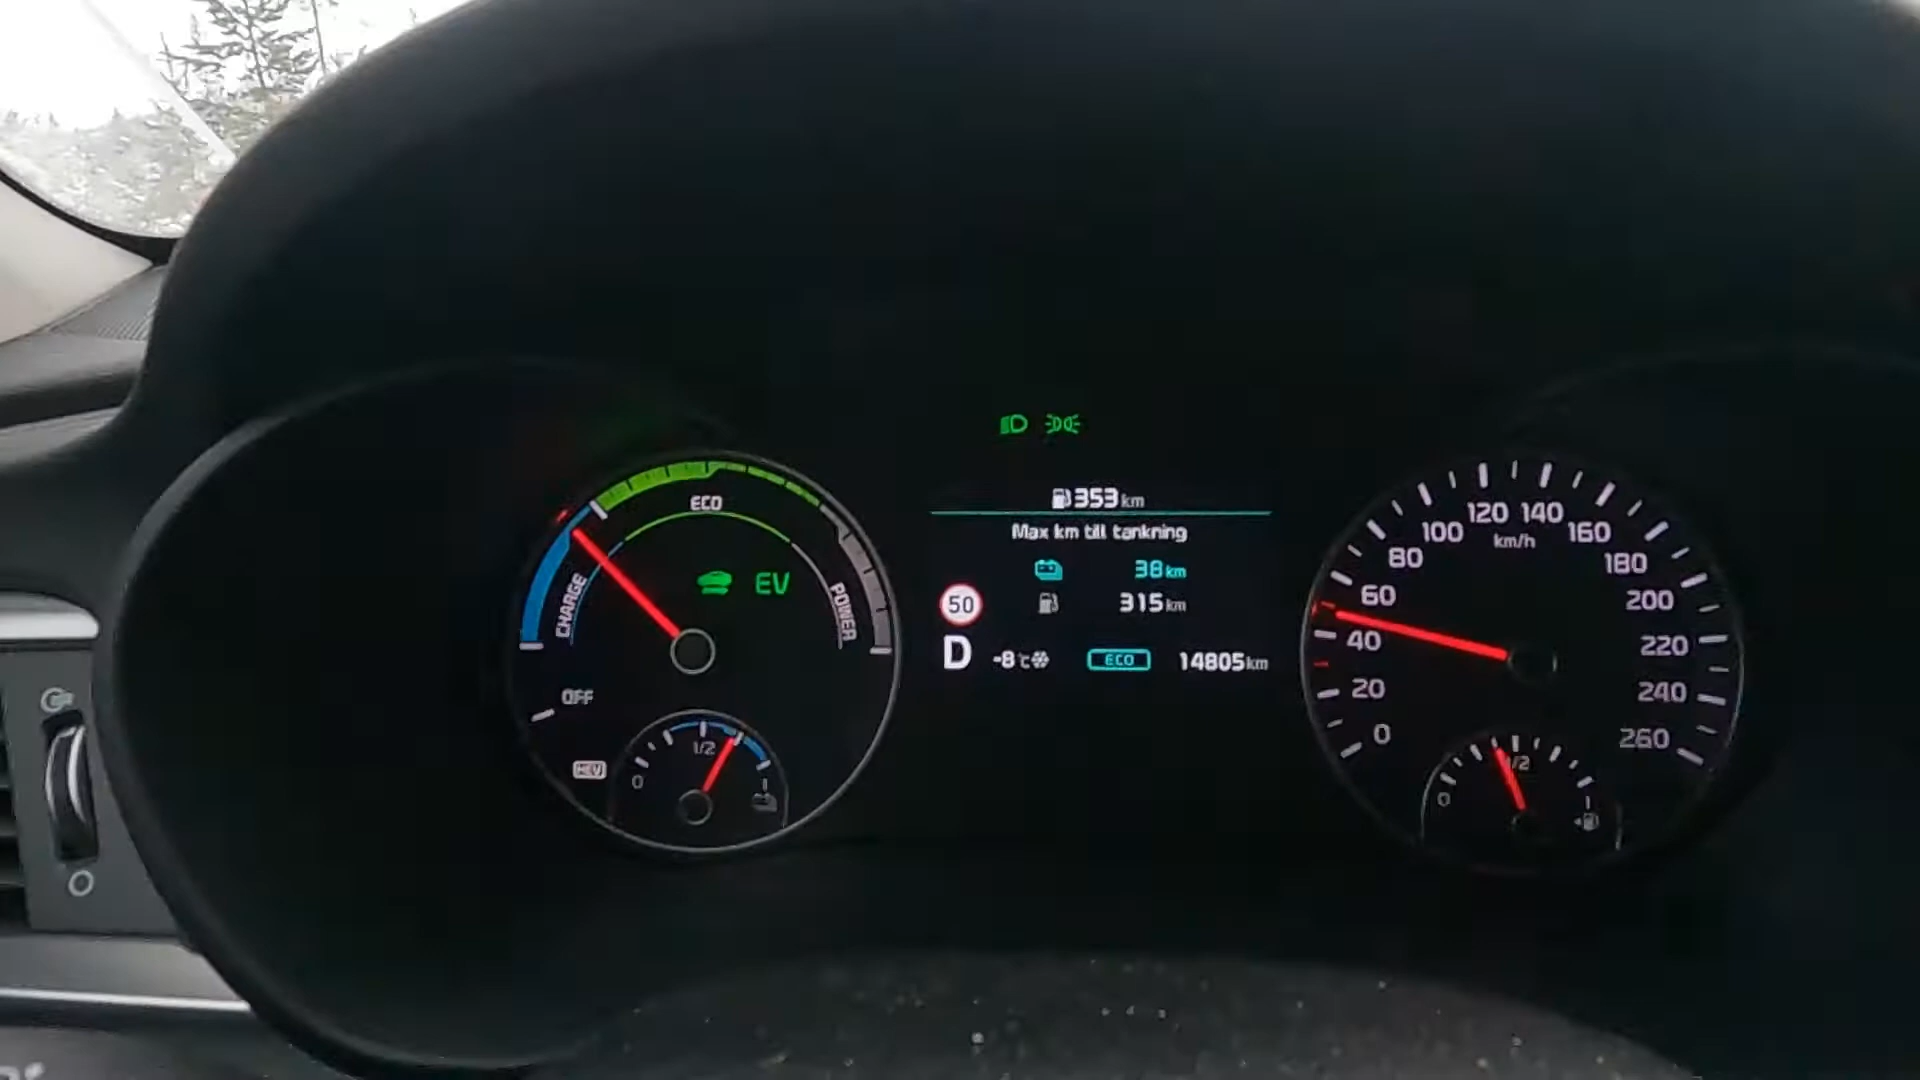 353 km
Max km till tankning
38 km
50
315 km
D
-8°C
ECO
14805 km
ECO
CHARGE
POWER
EV
OFF
HEV
0
1/2
1
0
20
40
60
80
100
120
140
160
180
200
220
240
260
km/h
0
1/2
1